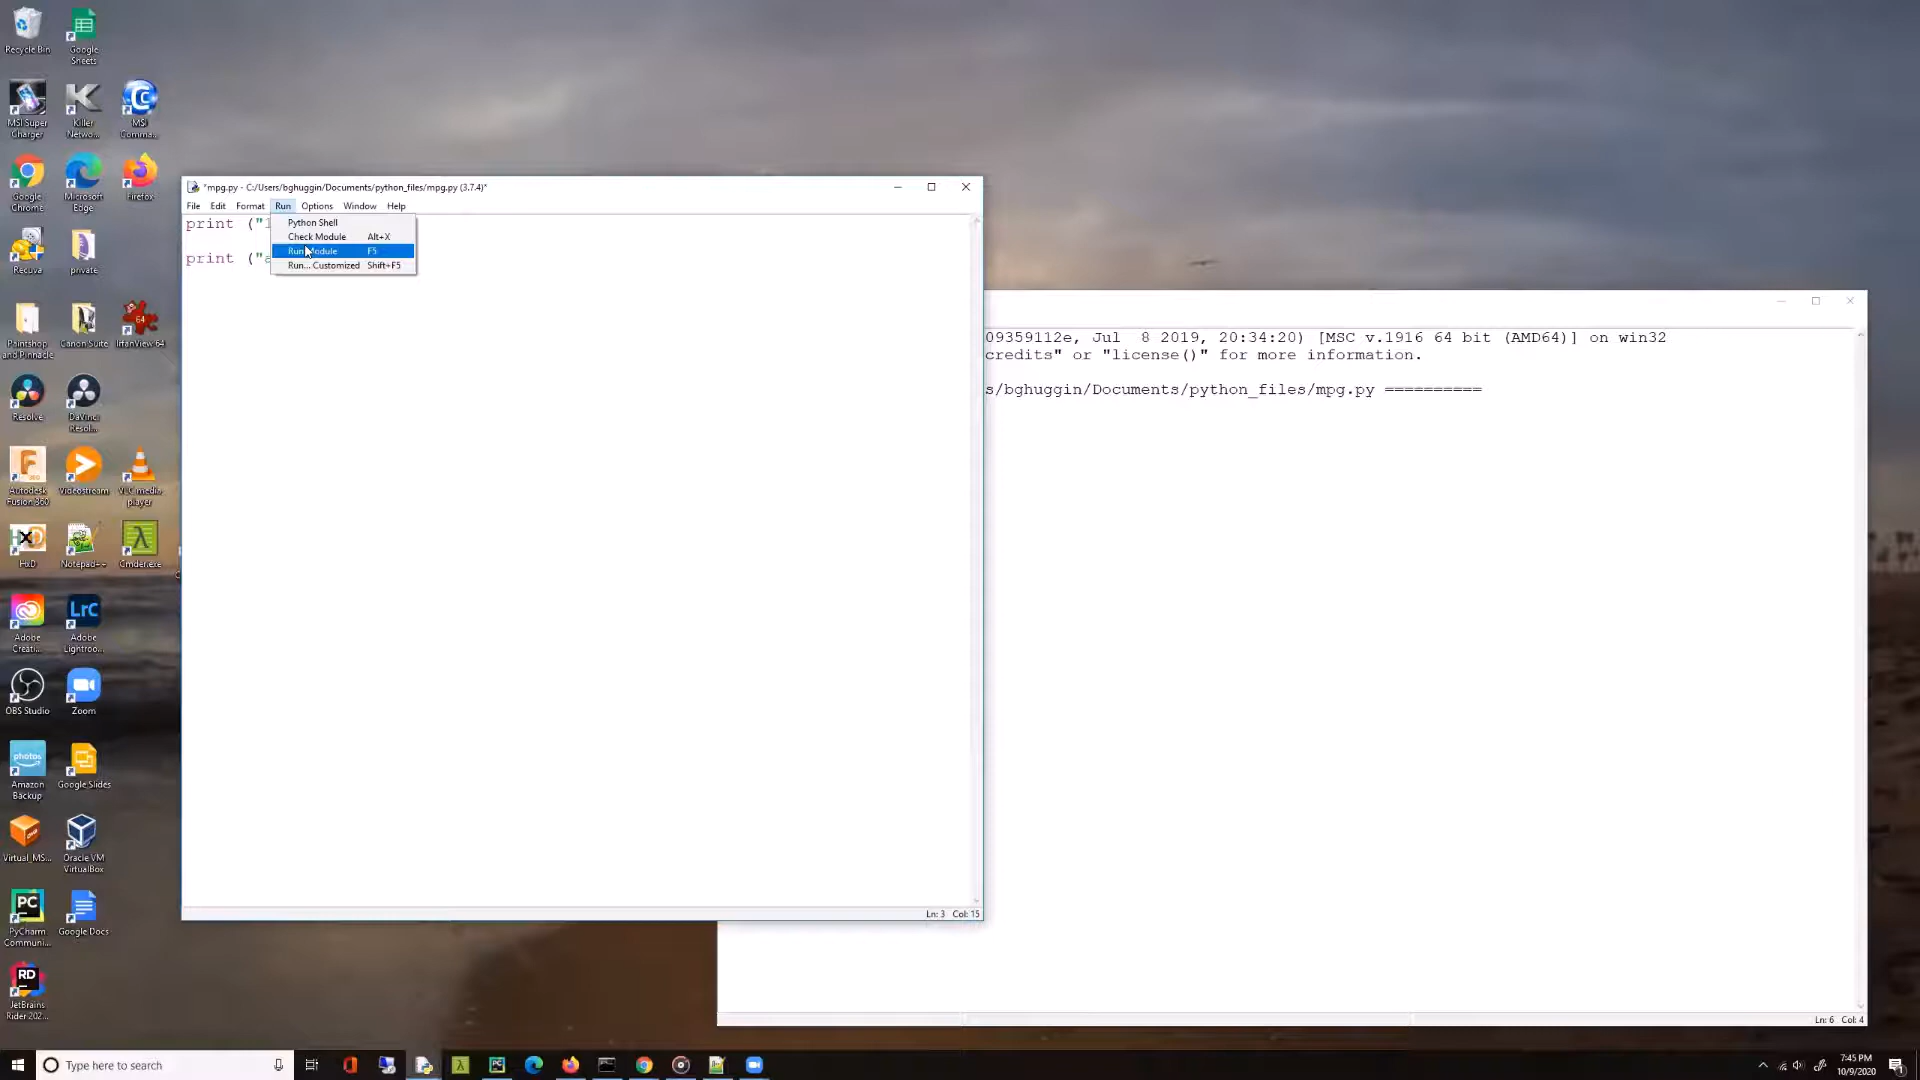 Recycle Bin
Google Sheets
MSI Super Charger
Killer Netwo...
MSI Comma...
Google Chrome
Microsoft Edge
Firefox
Recuva
private
Paintshop and Pinnacle
Canon Suite
IrfanView 64
64
Resolve
DaVinci Resol...
Autodesk Fusion 360
Videostream
VLC media player
HxD
Notepad++
Cmder.exe
Adobe Creati...
Lrc
Adobe Lightroo...
OBS Studio
Zoom
photos
Amazon Backup
Google Slides
Virtual_MS...
Oracle VM VirtualBox
PC
PyCharm Communi...
Google Docs
RD
JetBrains Rider 202...
*mpg.py - C:/Users/bghuggin/Documents/python_files/mpg.py (3.7.4)*
File Edit Format Run Options Window Help
print ("
Python Shell
Check Module Alt+X
Run Module F5
print ("a
Run... Customized Shift+F5
Ln: 3 Col: 15
09359112e, Jul  8 2019, 20:34:20) [MSC v.1916 64 bit (AMD64)] on win32
credits" or "license()" for more information.
s/bghuggin/Documents/python_files/mpg.py ==========
Ln: 6 Col: 4
Type here to search
7:45 PM
10/9/2020